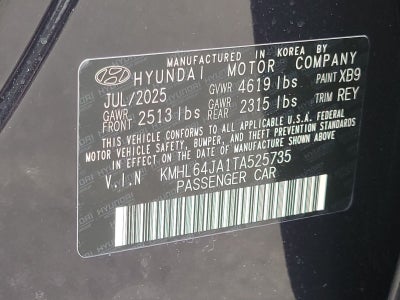 MANUFACTURED IN KOREA BY
HYUNDAI MOTOR COMPANY
JUL/2025 GVWR 4619 lbs PAINT XB9
GAWR FRONT 2513 lbs GAWR REAR 2315 lbs TRIM REY
THIS VEHICLE CONFORMS TO ALL APPLICABLE U.S.A. FEDERAL
MOTOR VEHICLE SAFETY, BUMPER, AND THEFT PREVENTION STANDARDS
IN EFFECT ON THE DATE OF MANUFACTURE SHOWN ABOVE.
V.I.N KMHL64JA1TA525735
PASSENGER CAR